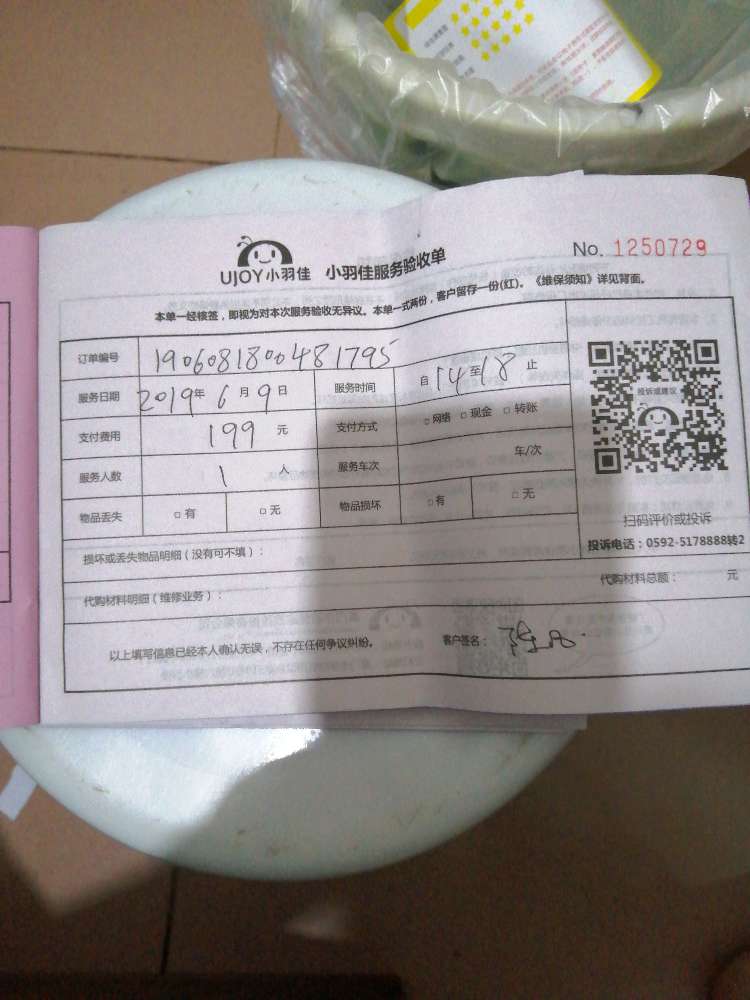 UJOY小羽佳 小羽佳服务验收单
No. 1250729
本单一经核签，即视为对本次服务验收无异议。本单一式两份，客户留存一份(红)。《维保须知》详见背面。
订单编号 190608180048 1795
服务日期 2019年 6 月 9 日 服务时间 自 14 至 18 止
支付费用 199 元 支付方式 □ 网络 □ 现金 □ 转账
服务人数 1 人 服务车次 车/次
物品丢失 □ 有 □ 无 物品损坏 □ 有 □ 无
投诉或建议
扫码评价或投诉
投诉电话：0592-5178888转2
损坏或丢失物品明细（没有可不填）：
代购材料明细（维修业务）： 代购材料总额： 元
以上填写信息已经本人确认无误，不存在任何争议纠纷。 客户签名：